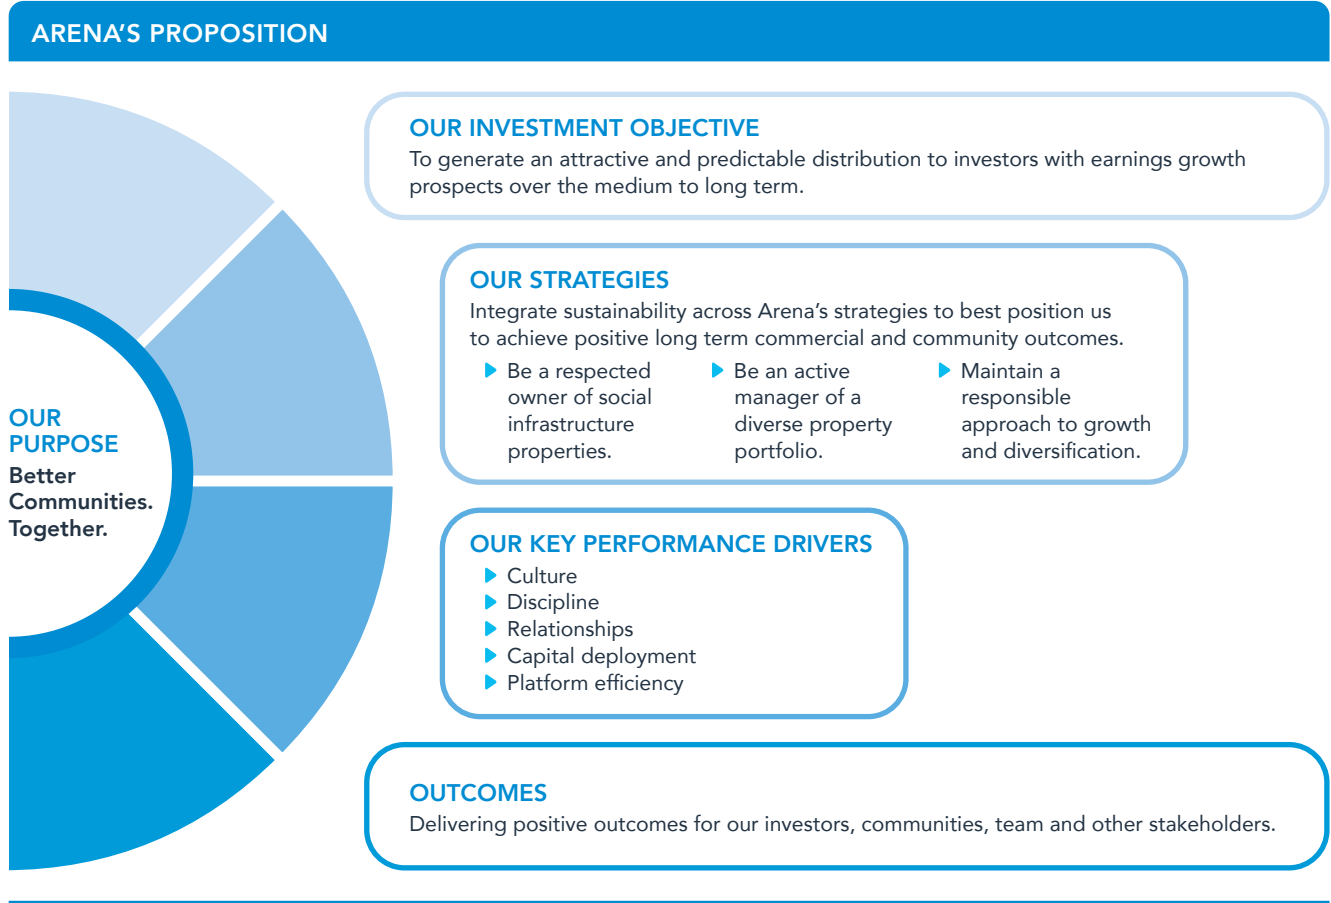 ARENA’S PROPOSITION
OUR PURPOSE
Better
Communities.
Together.
OUR INVESTMENT OBJECTIVE
To generate an attractive and predictable distribution to investors with earnings growth
prospects over the medium to long term.
OUR STRATEGIES
Integrate sustainability across Arena’s strategies to best position us
to achieve positive long term commercial and community outcomes.
Be a respected
owner of social
infrastructure
properties.
Be an active
manager of a
diverse property
portfolio.
Maintain a
responsible
approach to growth
and diversification.
OUR KEY PERFORMANCE DRIVERS
Culture
Discipline
Relationships
Capital deployment
Platform efficiency
OUTCOMES
Delivering positive outcomes for our investors, communities, team and other stakeholders.